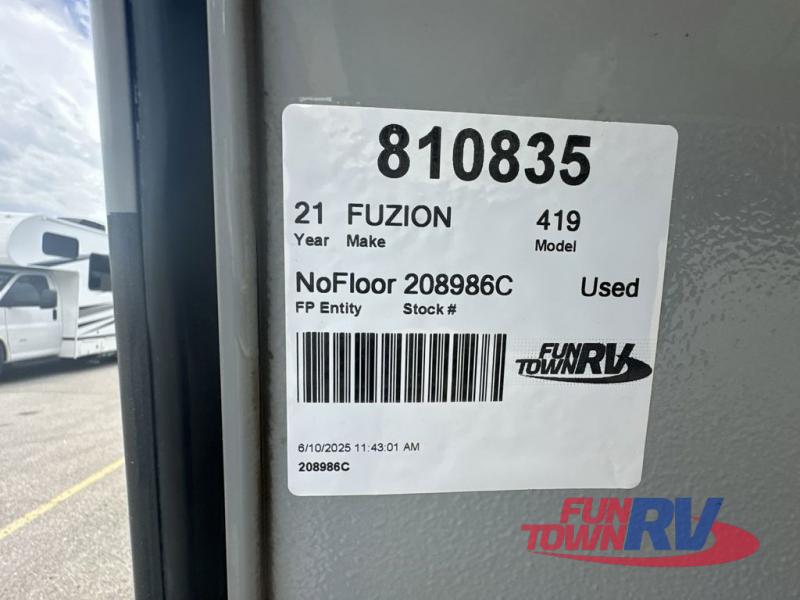 810835
21 FUZION 419
Year Make Model
NoFloor 208986C Used
FP Entity Stock #
FUN
TOWN RV
6/10/2025 11:43:01 AM
208986C
FUN
TOWN RV